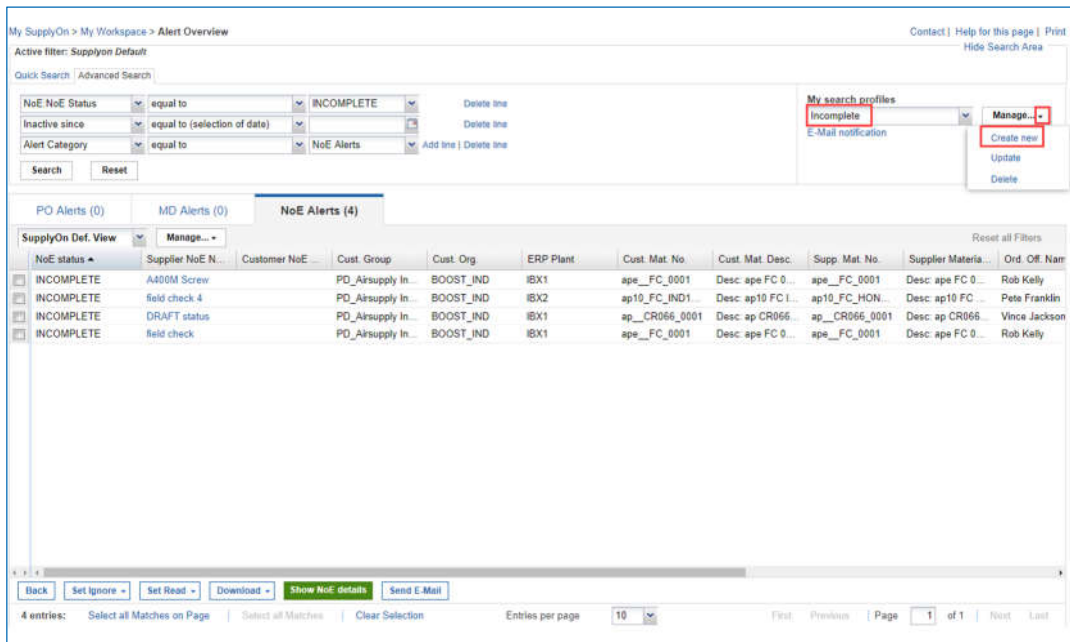 My SupplyOn > My Workspace > Alert Overview
Contact | Help for this page | Print
Active filter: Supplyon Default
Hide Search Area
Quick Search Advanced Search
NoE:NoE Status equal to INCOMPLETE Delete line
My search profiles
Inactive since equal to (selection of date) Delete line
Incomplete Manage...
Alert Category equal to NoE Alerts Add line | Delete line
E-Mail notification
Create new
Search Reset
Update
Delete
PO Alerts (0) MD Alerts (0) NoE Alerts (4)
SupplyOn Def. View Manage... Reset all Filters
NoE status Supplier NoE N... Customer NoE ... Cust. Group Cust. Org. ERP Plant Cust. Mat. No. Cust. Mat. Desc. Supp. Mat. No. Supplier Materia... Ord. Off. Nam
INCOMPLETE A400M Screw PD_Airsupply In... BOOST_IND IBX1 ape__FC_0001 Desc: ape FC 0... ape__FC_0001 Desc: ape FC 0... Rob Kelly
INCOMPLETE field check 4 PD_Airsupply In... BOOST_IND IBX2 ap10_FC_IND1... Desc: ap10 FC I... ap10_FC_HON... Desc: ap10 FC ... Pete Franklin
INCOMPLETE DRAFT status PD_Airsupply In... BOOST_IND IBX1 ap__CR066_0001 Desc: ap CR066... ap__CR066_0001 Desc: ap CR066... Vince Jackson
INCOMPLETE field check PD_Airsupply In... BOOST_IND IBX1 ape__FC_0001 Desc: ape FC 0... ape__FC_0001 Desc: ape FC 0... Rob Kelly
Back Set Ignore Set Read Download Show NoE details Send E-Mail
4 entries: Select all Matches on Page | Select all Matches | Clear Selection Entries per page 10 First Previous | Page 1 of 1 | Next Last